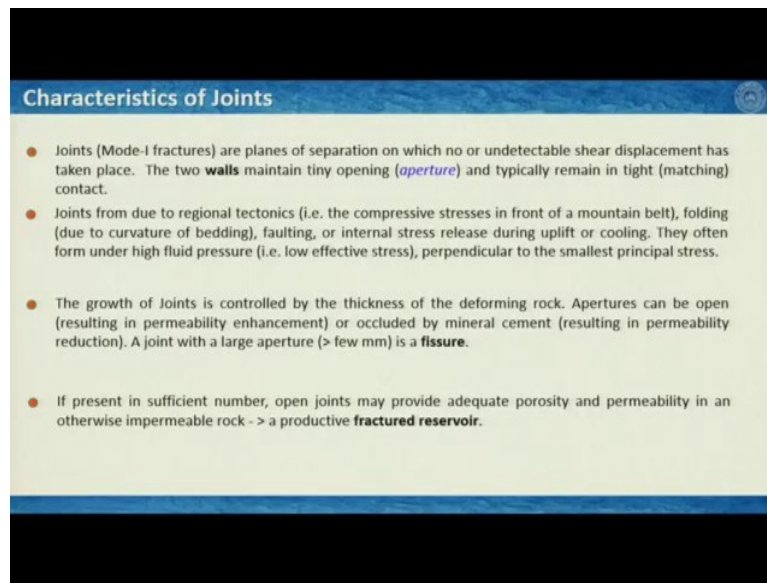 Characteristics of Joints
Joints (Mode-I fractures) are planes of separation on which no or undetectable shear displacement has
taken place. The two walls maintain tiny opening (aperture) and typically remain in tight (matching)
contact.
Joints from due to regional tectonics (i.e. the compressive stresses in front of a mountain belt), folding
(due to curvature of bedding), faulting, or internal stress release during uplift or cooling. They often
form under high fluid pressure (i.e. low effective stress), perpendicular to the smallest principal stress.
The growth of Joints is controlled by the thickness of the deforming rock. Apertures can be open
(resulting in permeability enhancement) or occluded by mineral cement (resulting in permeability
reduction). A joint with a large aperture (> few mm) is a fissure.
If present in sufficient number, open joints may provide adequate porosity and permeability in an
otherwise impermeable rock - > a productive fractured reservoir.